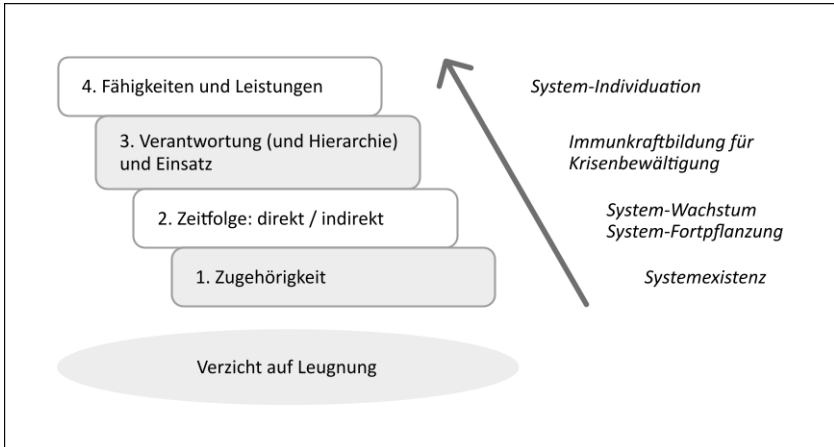 4. Fähigkeiten und Leistungen
System-Individuation
3. Verantwortung (und Hierarchie)
und Einsatz
Immunkraftbildung für
Krisenbewältigung
2. Zeitfolge: direkt / indirekt
System-Wachstum
System-Fortpflanzung
1. Zugehörigkeit
Systemexistenz
Verzicht auf Leugnung